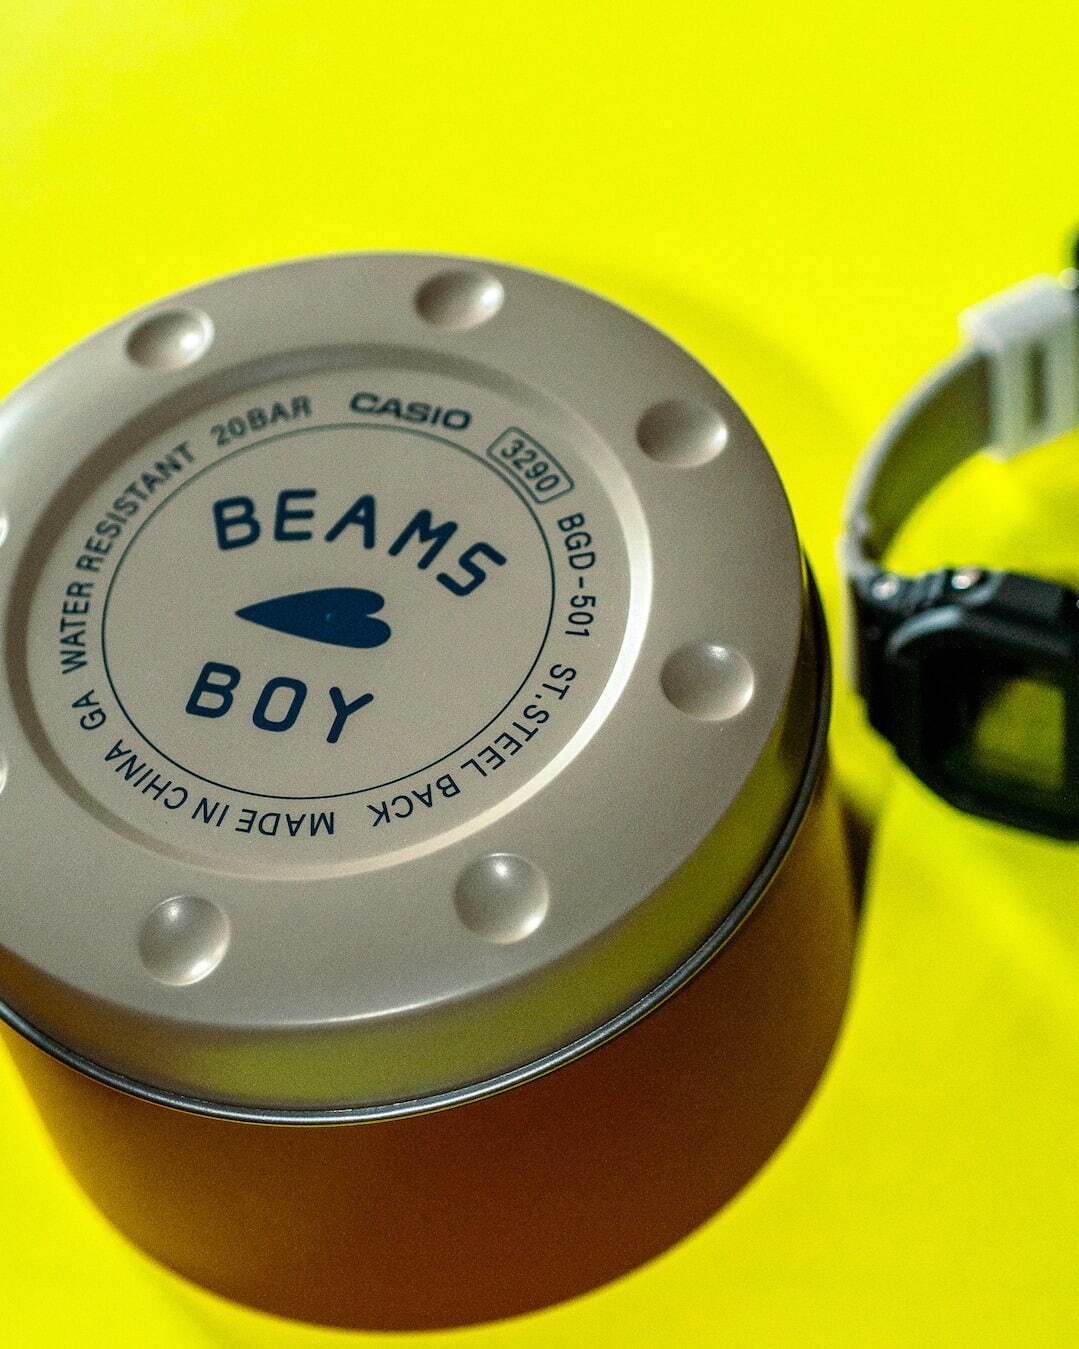 BEAMS
BOY
CASIO
3290
BGD-501
ST.STEEL BACK
MADE IN CHINA GA
WATER RESISTANT 20BAR